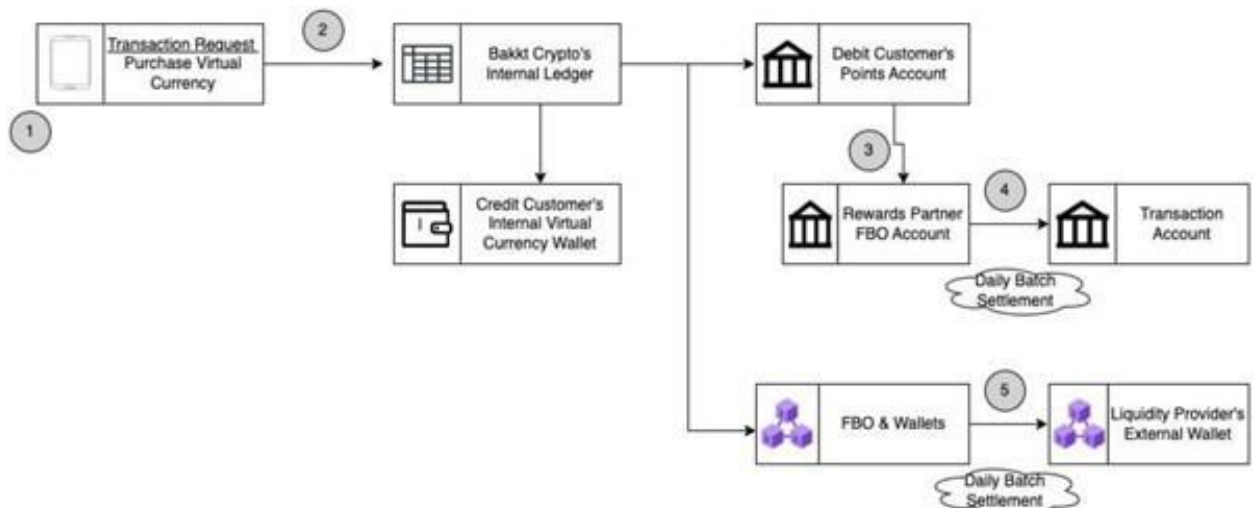 1
Transaction Request
Purchase Virtual
Currency
2
Bakkt Crypto's
Internal Ledger
Credit Customer's
Internal Virtual
Currency Wallet
Debit Customer's
Points Account
3
Rewards Partner
FBO Account
4
Transaction
Account
Daily Batch
Settlement
FBO & Wallets
5
Liquidity Provider's
External Wallet
Daily Batch
Settlement